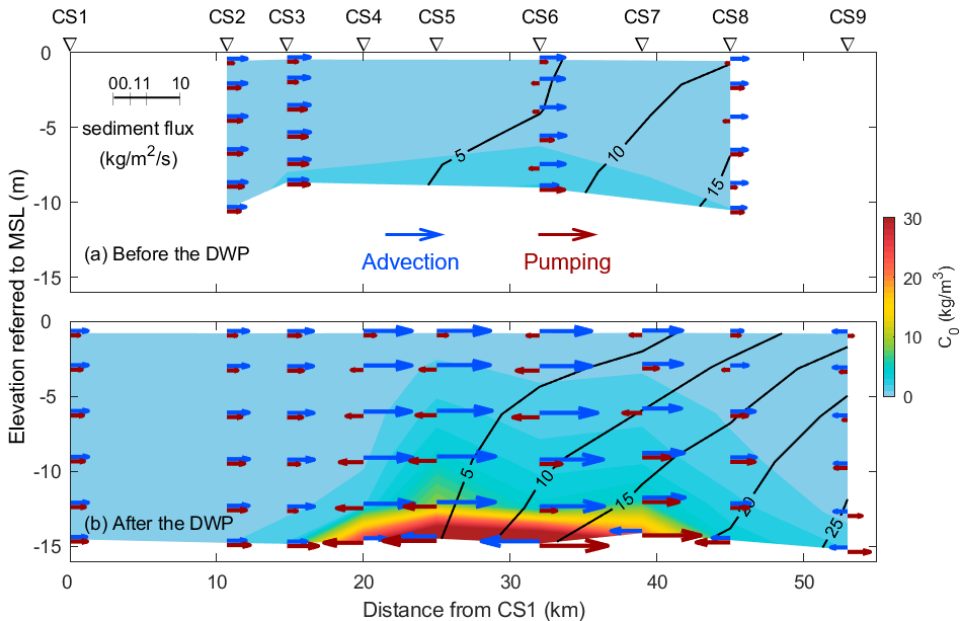 CS1 CS2 CS3 CS4 CS5 CS6 CS7 CS8 CS9
0
-5
-10
-15
00.11 10
sediment flux
(kg/m²/s)
5
10
15
(a) Before the DWP
Advection
Pumping
Elevation referred to MSL (m)
30
20
10
0
C₀ (kg/m³)
0
-5
-10
-15
5
10
15
20
25
(b) After the DWP
0 10 20 30 40 50
Distance from CS1 (km)